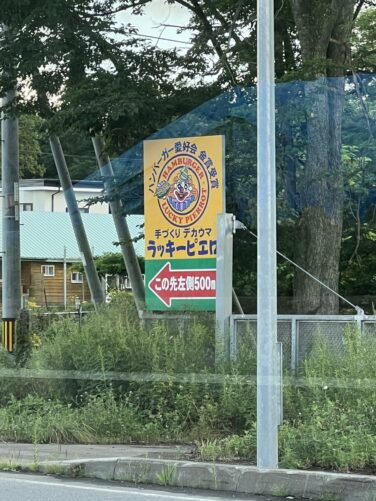 ハンバーガー愛好会 金賞受賞
HAMBURGER
LUCKY PIERROT
手づくり デカウマ
ラッキーピエロ
この先左側500m